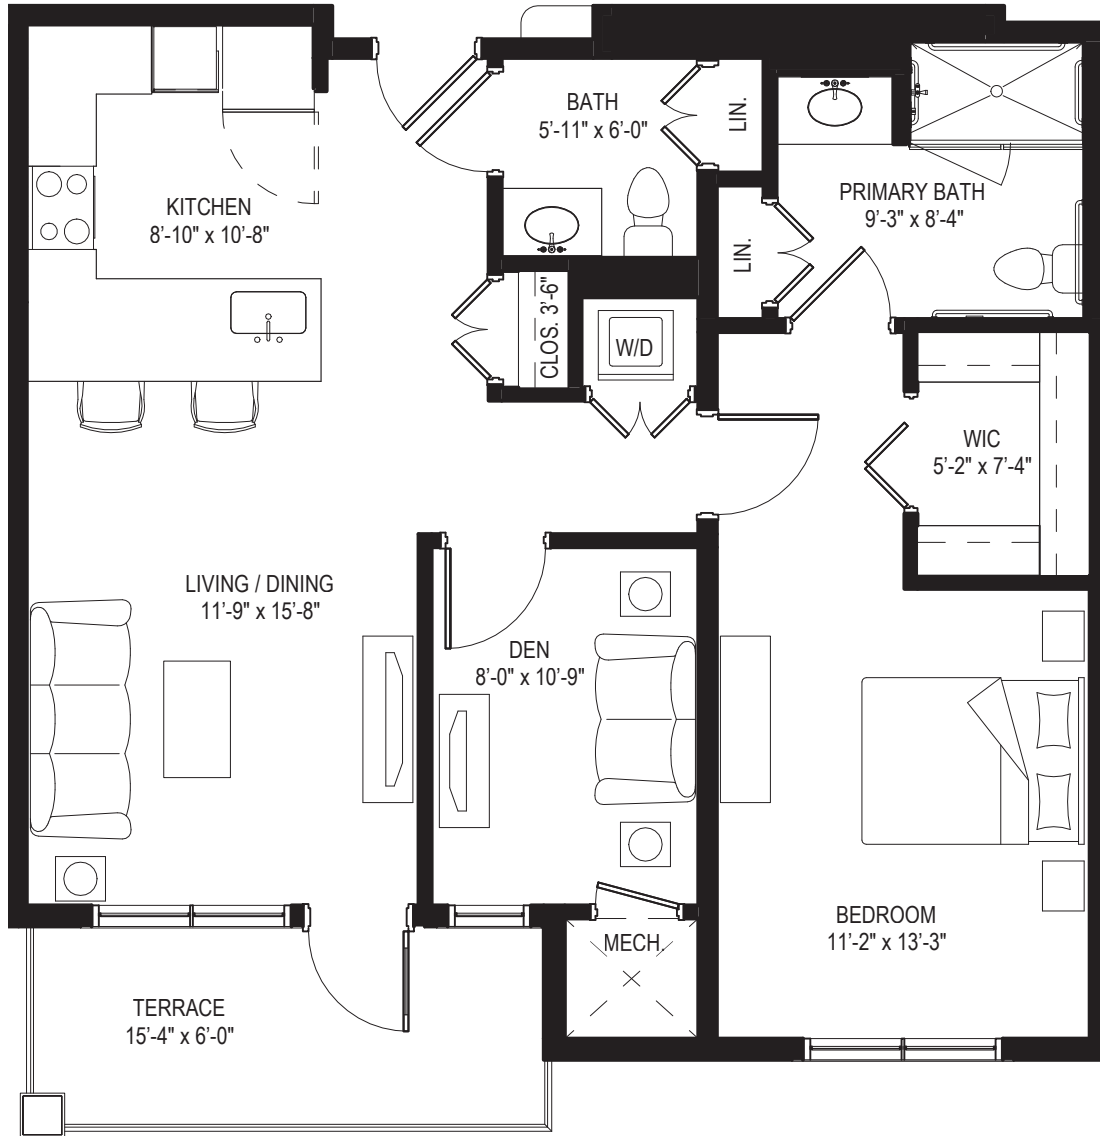 BATH
5'-11" x 6'-0"
LIN.
PRIMARY BATH
9'-3" x 8'-4"
KITCHEN
8'-10" x 10'-8"
LIN.
CLOS. 3'-6"
W/D
WIC
5'-2" x 7'-4"
LIVING / DINING
11'-9" x 15'-8"
DEN
8'-0" x 10'-9"
BEDROOM
11'-2" x 13'-3"
MECH.
TERRACE
15'-4" x 6'-0"